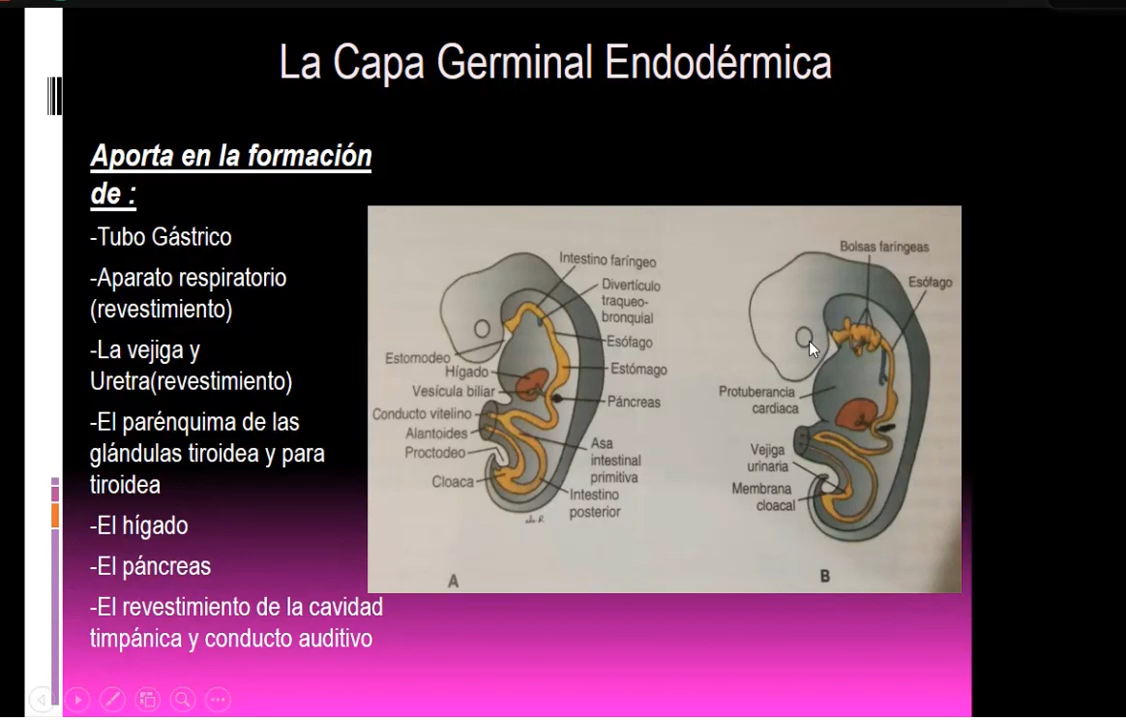 La Capa Germinal Endodérmica
Aporta en la formación
de :
-Tubo Gástrico
-Aparato respiratorio
(revestimiento)
-La vejiga y
Uretra(revestimiento)
-El parénquima de las
glándulas tiroidea y para
tiroidea
-El hígado
-El páncreas
-El revestimiento de la cavidad
timpánica y conducto auditivo
Intestino faríngeo
Divertículo
traqueo-
bronquial
Esófago
Estómago
Páncreas
Estomodeo
Hígado
Vesícula biliar
Conducto vitelino
Alantoides
Proctodeo
Cloaca
Asa
intestinal
primitiva
Intestino
posterior
A
Bolsas faríngeas
Esófago
Protuberancia
cardiaca
Vejiga
urinaria
Membrana
cloacal
B